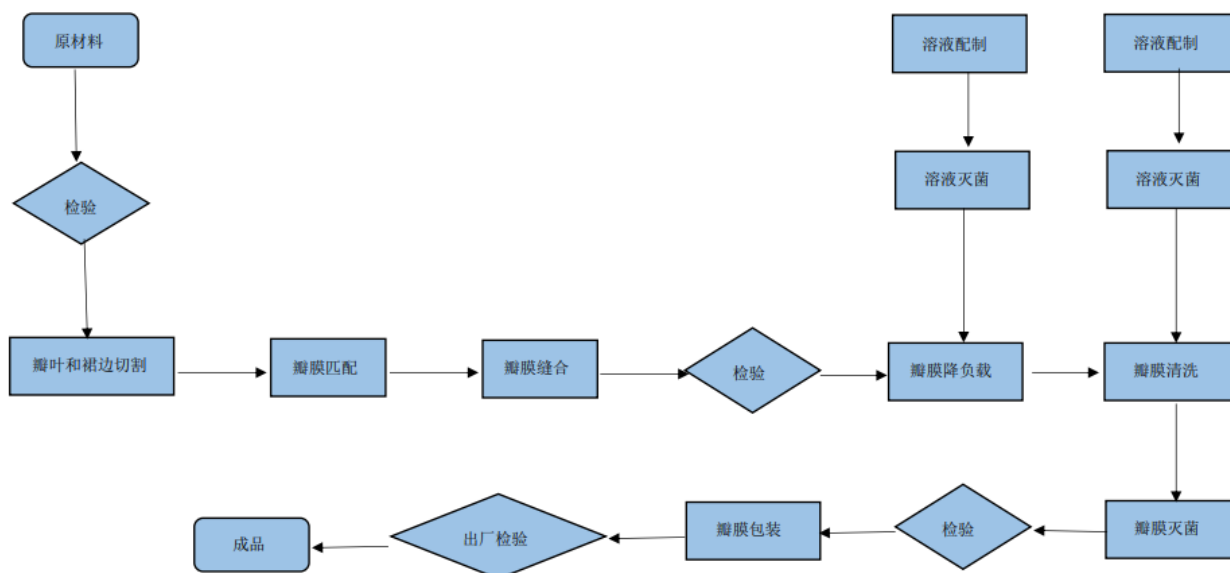 原材料
溶液配制
溶液配制
检验
溶液灭菌
溶液灭菌
瓣叶和裙边切割
瓣膜匹配
瓣膜缝合
检验
瓣膜降负载
瓣膜清洗
成品
出厂检验
瓣膜包装
检验
瓣膜灭菌